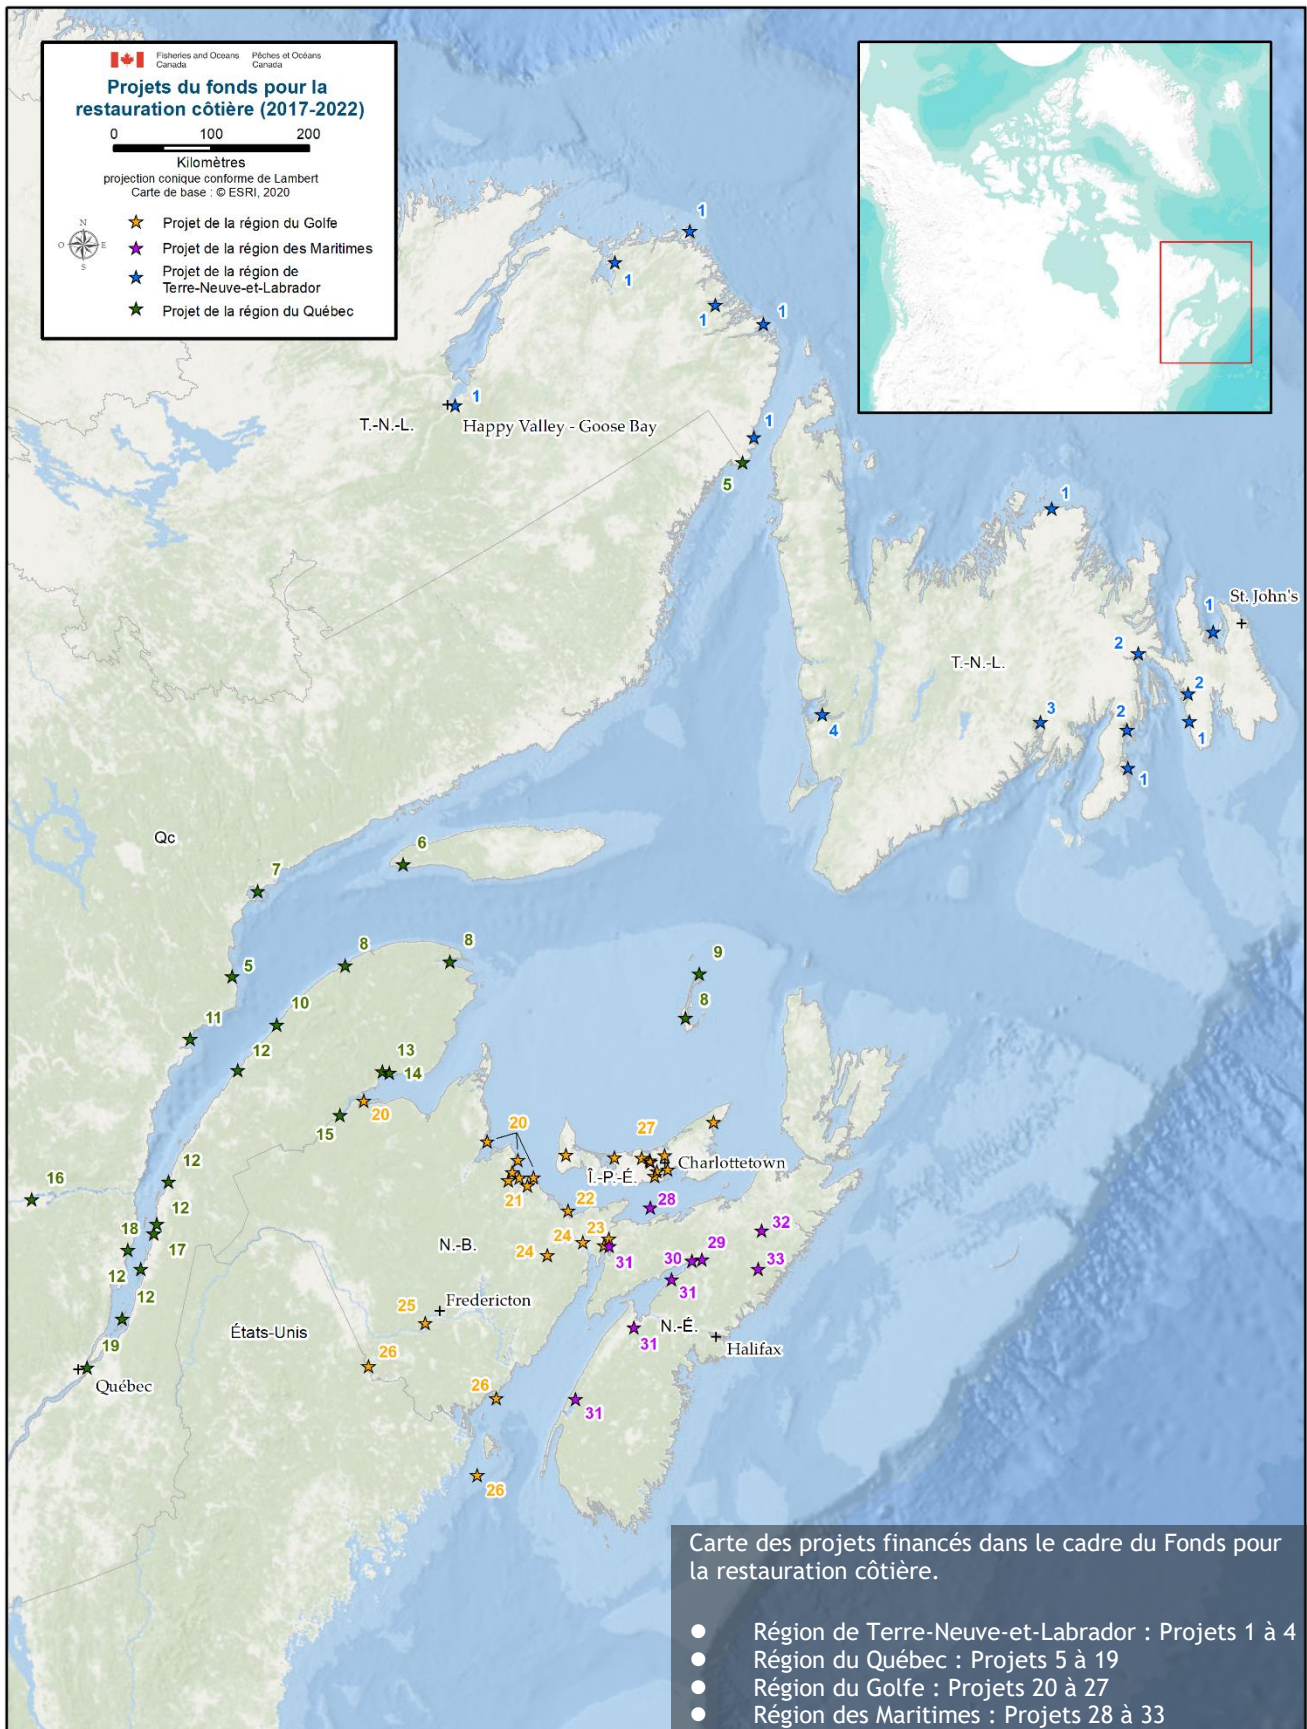 Fisheries and Oceans Pêches et Océans
Canada Canada
Projets du fonds pour la
restauration côtière (2017-2022)
0 100 200
Kilomètres
projection conique conforme de Lambert
Carte de base : © ESRI, 2020
N
O E
S
Projet de la région du Golfe
Projet de la région des Maritimes
Projet de la région de
Terre-Neuve-et-Labrador
Projet de la région du Québec
1
1
1
1
1
T.-N.-L.
Happy Valley - Goose Bay
1
5
1
1
St. John's
2
T.-N.-L.
2
4
3
2
1
1
Qc
6
7
8
8
9
5
8
10
11
12
13
14
20
15
20
27
Charlottetown
Î.-P.-É.
12
16
21
22
28
12
18
17
24
23
32
N.-B.
24
31
30
29
33
12
31
12
25
Fredericton
19
États-Unis
N.-É.
31
Halifax
26
Québec
26
31
26
Carte des projets financés dans le cadre du Fonds pour
la restauration côtière.
● Région de Terre-Neuve-et-Labrador : Projets 1 à 4
● Région du Québec : Projets 5 à 19
● Région du Golfe : Projets 20 à 27
● Région des Maritimes : Projets 28 à 33